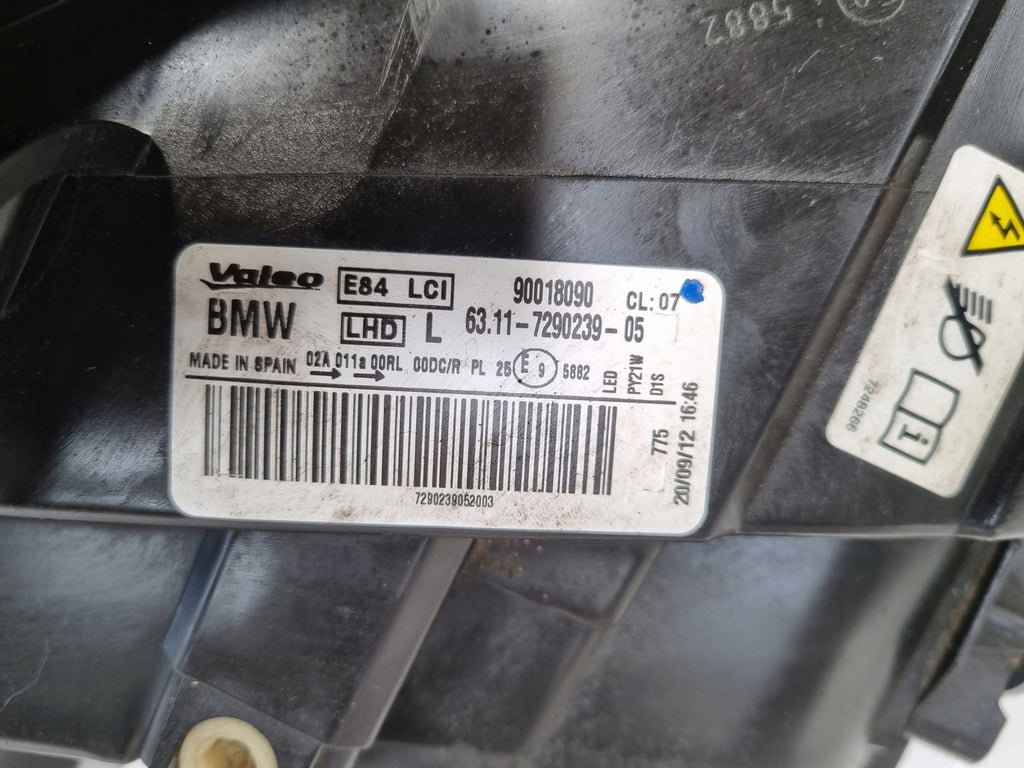 5882
Valeo E84 LCI 90018090 CL:07
BMW LHD L 63.11-7290239-05
MADE IN SPAIN 02A 011a 00RL 00DC/R PL 25 E 9 5882
LED
PY21W
D1S
775
20/09/12 16:46
7290239052003
7248266
i